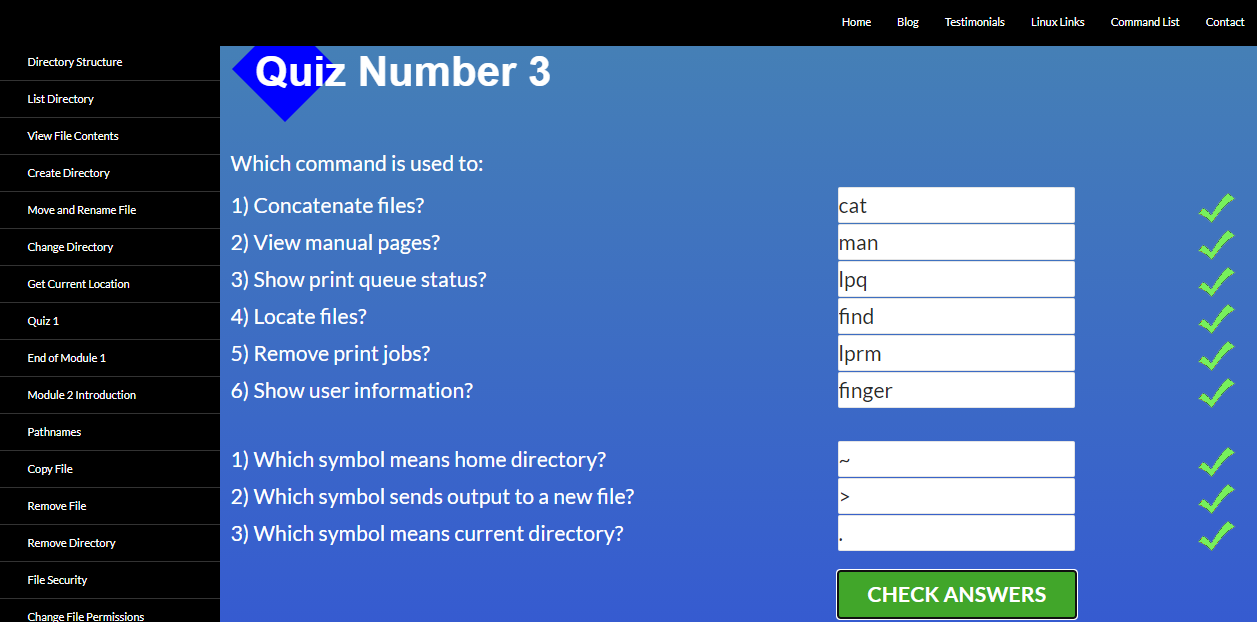 Home Blog Testimonials Linux Links Command List Contact
Directory Structure
List Directory
View File Contents
Create Directory
Move and Rename File
Change Directory
Get Current Location
Quiz 1
End of Module 1
Module 2 Introduction
Pathnames
Copy File
Remove File
Remove Directory
File Security
Change File Permissions
Quiz Number 3
Which command is used to:
1) Concatenate files? cat
2) View manual pages? man
3) Show print queue status? lpq
4) Locate files? find
5) Remove print jobs? lprm
6) Show user information? finger
1) Which symbol means home directory? ~
2) Which symbol sends output to a new file? >
3) Which symbol means current directory? .
CHECK ANSWERS